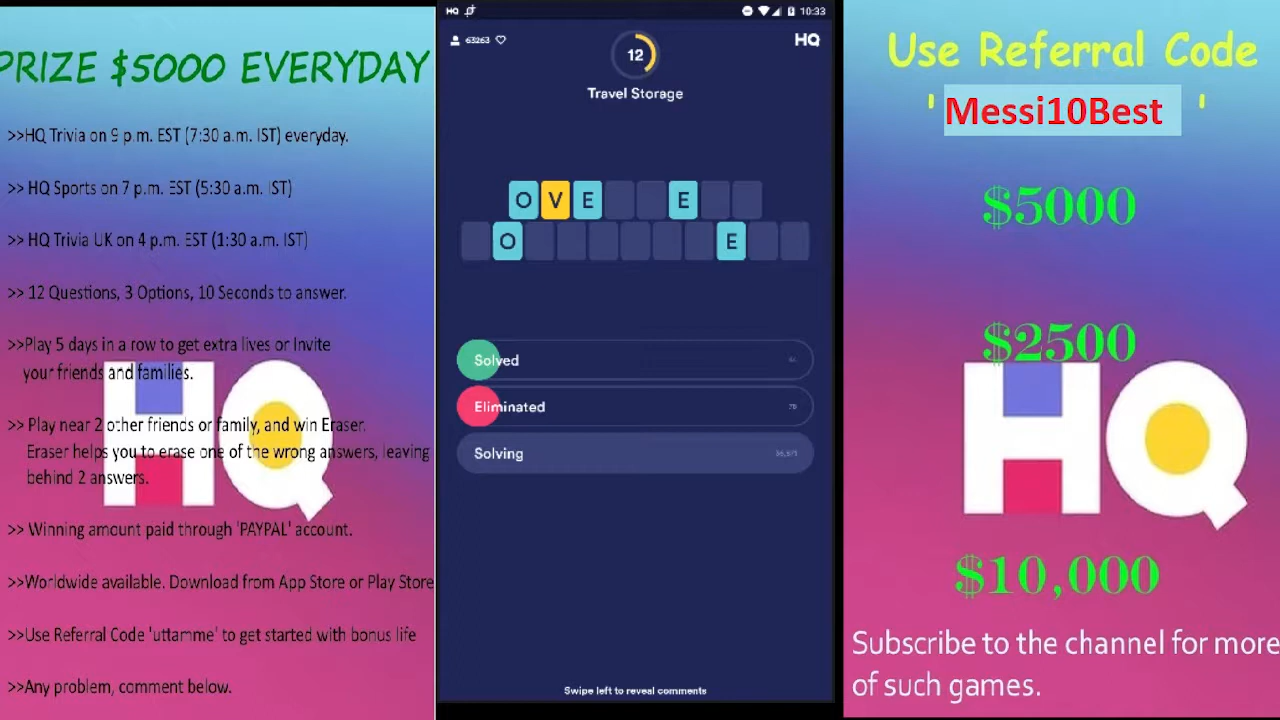 PRIZE $5000 EVERYDAY
>>HQ Trivia on 9 p.m. EST (7:30 a.m. IST) everyday.
>> HQ Sports on 7 p.m. EST (5:30 a.m. IST)
>> HQ Trivia UK on 4 p.m. EST (1:30 a.m. IST)
>> 12 Questions, 3 Options, 10 Seconds to answer.
>>Play 5 days in a row to get extra lives or Invite
your friends and families.
>> Play near 2 other friends or family, and win Eraser.
Eraser helps you to erase one of the wrong answers, leaving
behind 2 answers.
>> Winning amount paid through 'PAYPAL' account.
>>Worldwide available. Download from App Store or Play Store
>>Use Referral Code 'uttamme' to get started with bonus life
>>Any problem, comment below.
HQ
HQ
10:33
63263
12
HQ
Travel Storage
O V E E
O E
Solved
Eliminated
Solving
Swipe left to reveal comments
Use Referral Code
' Messi10Best '
$5000
$2500
HQ
$10,000
Subscribe to the channel for more
of such games.